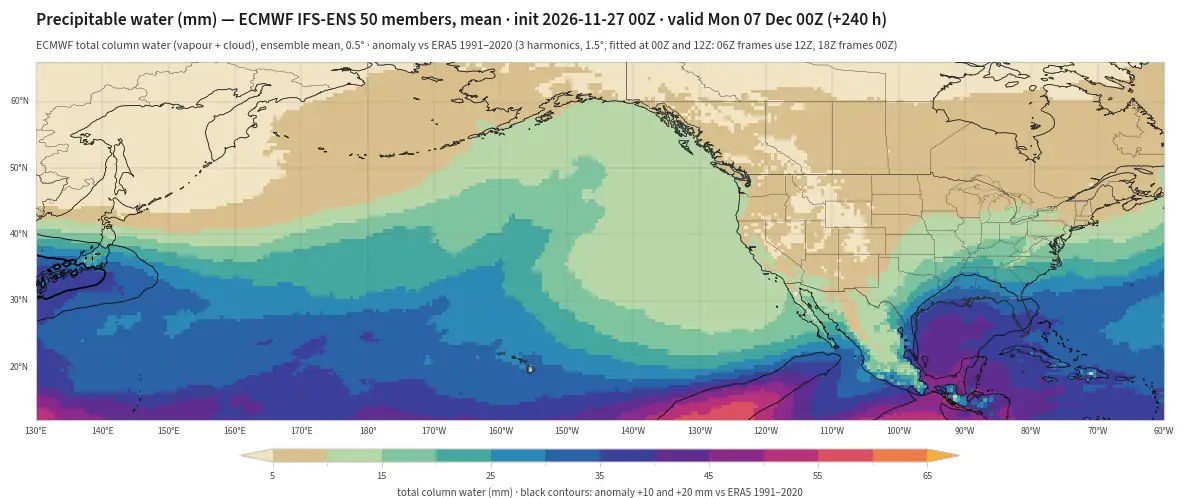 Precipitable water (mm) — ECMWF IFS-ENS 50 members, mean · init 2026-11-27 00Z · valid Mon 07 Dec 00Z (+240 h)
ECMWF total column water (vapour + cloud), ensemble mean, 0.5° · anomaly vs ERA5 1991–2020 (3 harmonics, 1.5°, fitted at 00Z and 12Z: 06Z frames use 12Z, 18Z frames 00Z)
60°N
50°N
40°N
30°N
20°N
130°E 140°E 150°E 160°E 170°E 180° 170°W 160°W 150°W 140°W 130°W 120°W 110°W 100°W 90°W 80°W 70°W 60°W
5 15 25 35 45 55 65
total column water (mm) · black contours: anomaly +10 and +20 mm vs ERA5 1991–2020